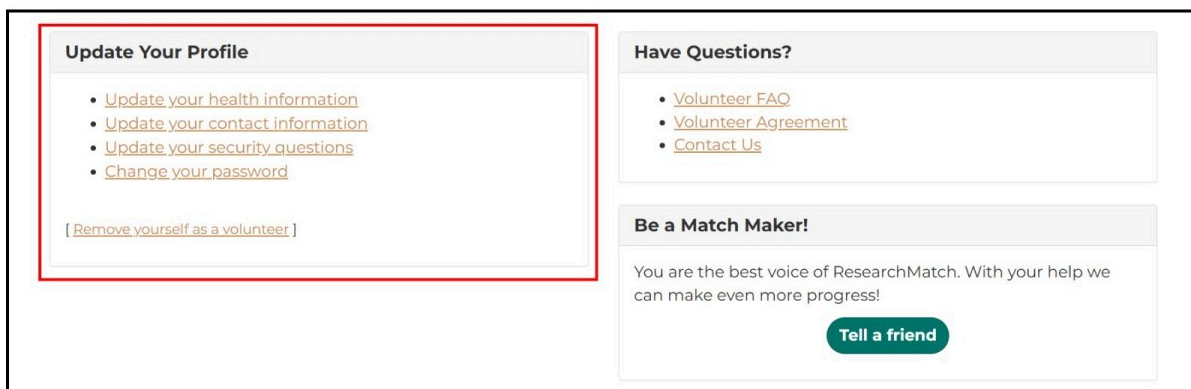 Update Your Profile
• Update your health information
• Update your contact information
• Update your security questions
• Change your password
[ Remove yourself as a volunteer ]
Have Questions?
• Volunteer FAQ
• Volunteer Agreement
• Contact Us
Be a Match Maker!
You are the best voice of ResearchMatch. With your help we
can make even more progress!
Tell a friend